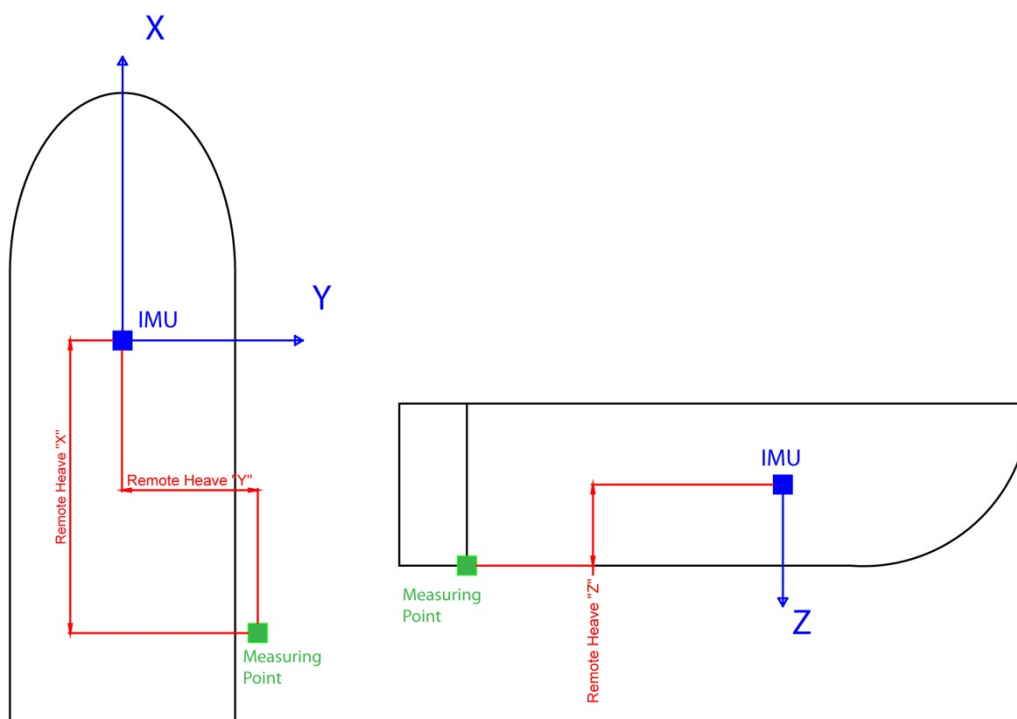 X
Y
IMU
Remote Heave "X"
Remote Heave "Y"
Measuring
Point
IMU
Measuring
Point
Remote Heave "Z"
Z